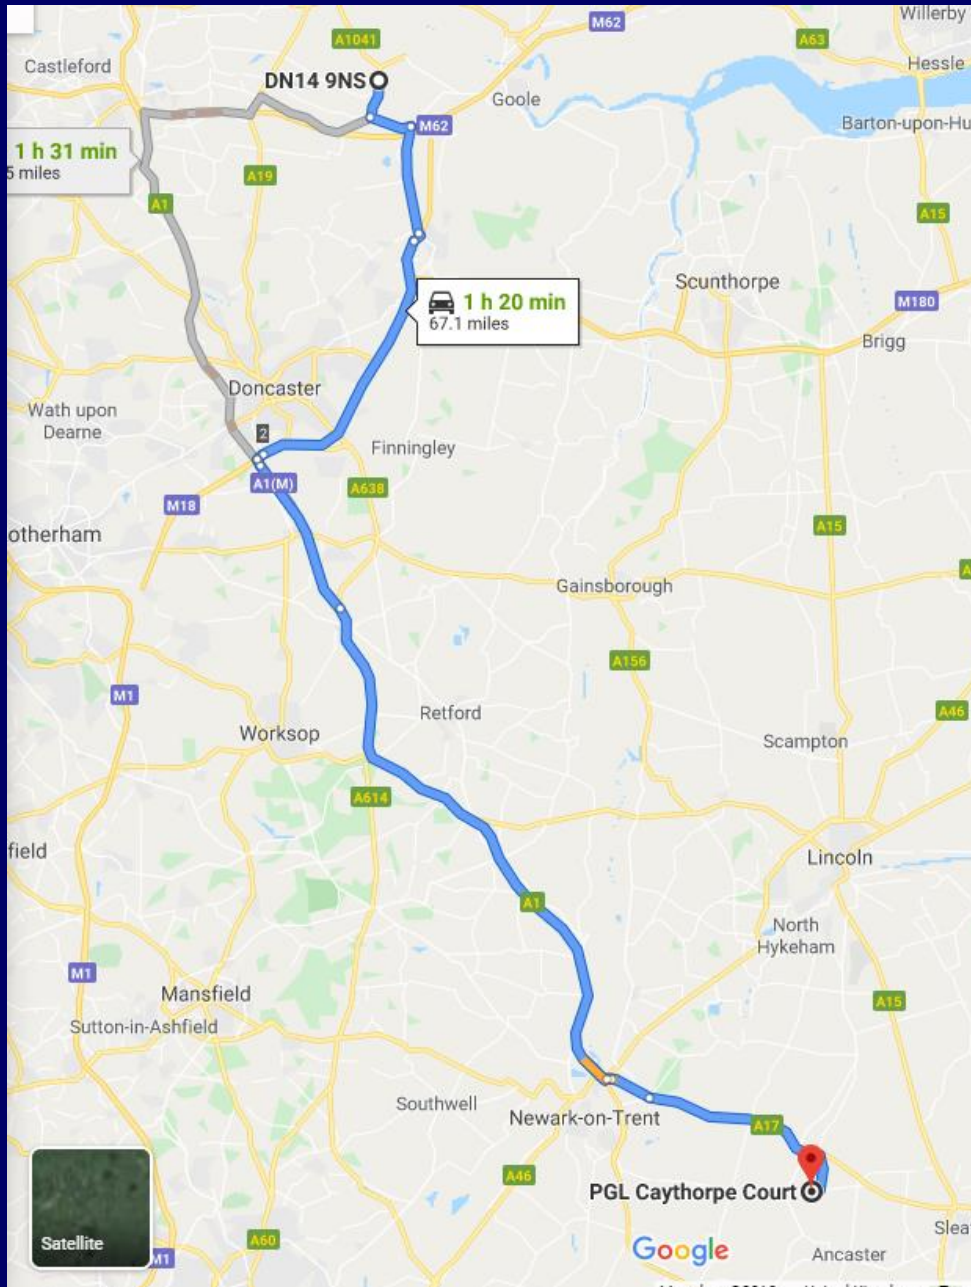 Willerby
A1041
M62
A63
Castleford
Hessle
DN14 9NS
Goole
M62
Barton-upon-Hu
1 h 31 min
5 miles
A19
A1
A15
Scunthorpe
1 h 20 min
67.1 miles
M180
Brigg
Doncaster
Wath upon
Dearne
2
Finningley
A1(M)
A638
M18
A15
otherham
Gainsborough
A156
M1
Retford
A46
Worksop
Scampton
A614
field
Lincoln
A1
North
Hykeham
M1
Mansfield
A15
Sutton-in-Ashfield
Southwell
Newark-on-Trent
A17
A46
PGL Caythorpe Court
Satellite
A60
Google
Slea
M1
Ancaster